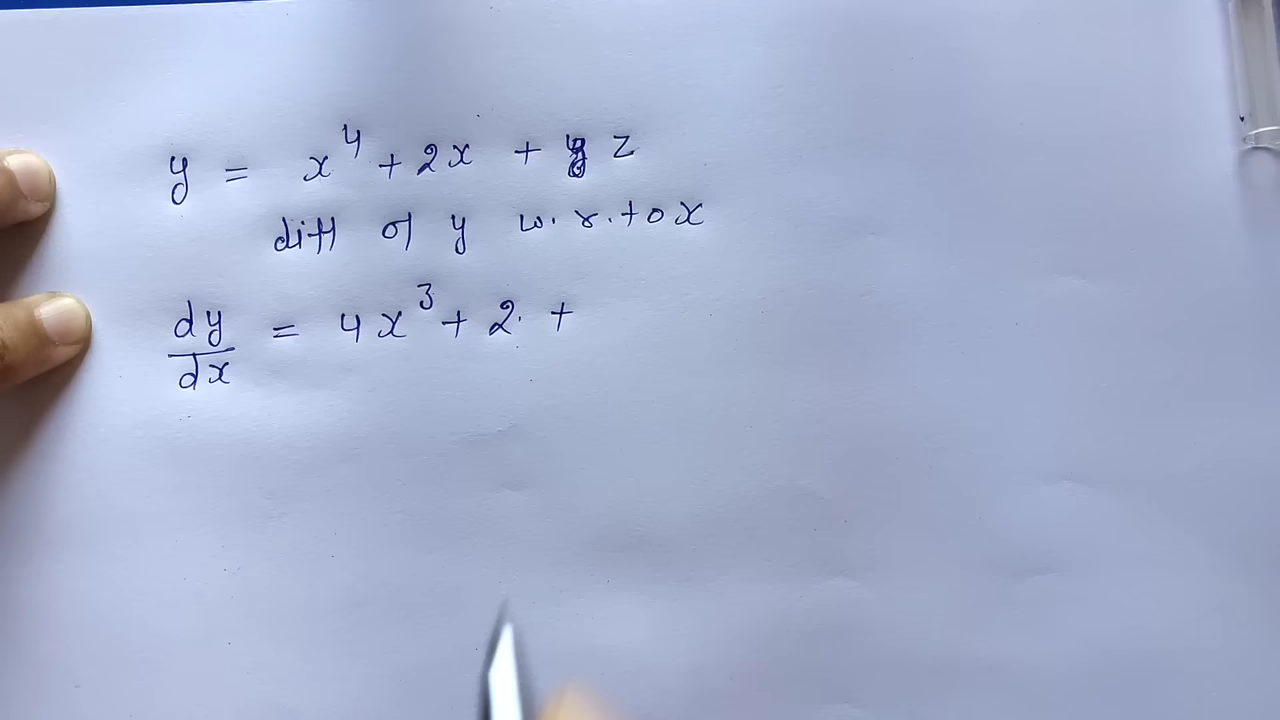 y = x⁴ + 2x + z
diff of y w.r.to x
dy/dx = 4x³ + 2. +